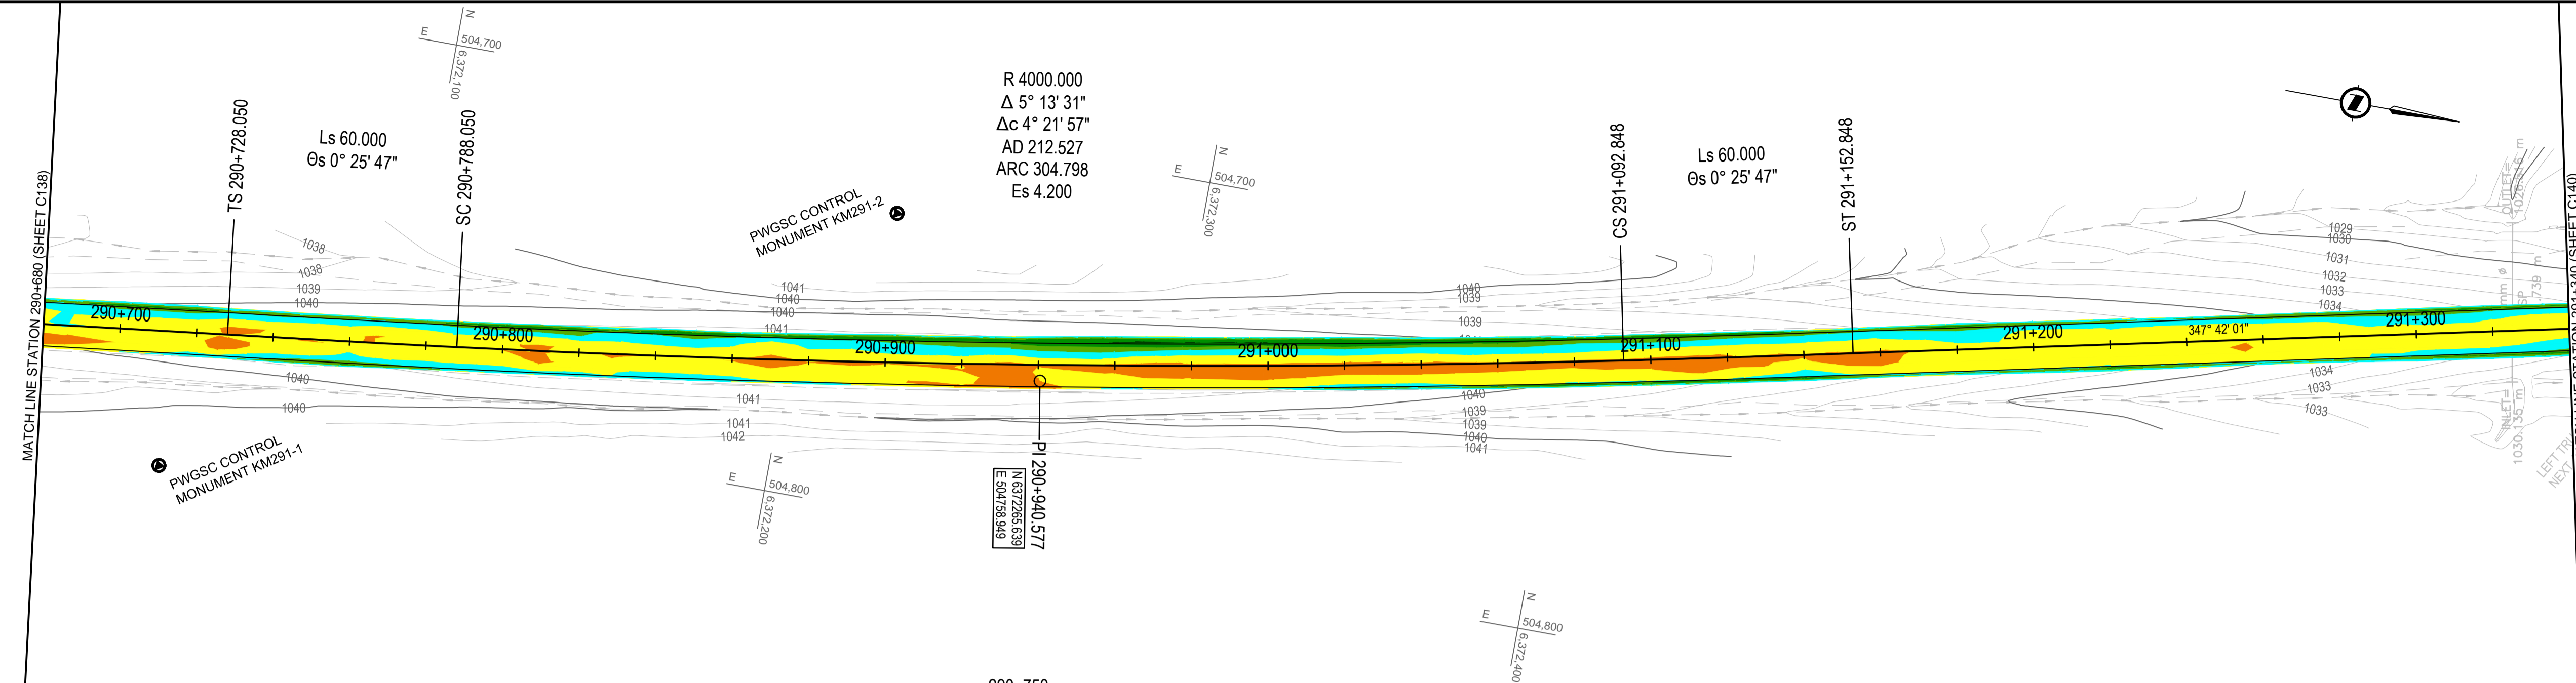 MATCH LINE STATION 290+680 (SHEET C138)
TS 290+728.050
Ls 60.000
Θs 0° 25' 47"
SC 290+788.050
E
N
504,700
6,372,100
PWGSC CONTROL
MONUMENT KM291-2
R 4000.000
Δ 5° 13' 31"
Δc 4° 21' 57"
AD 212.527
ARC 304.798
Es 4.200
E
N
504,700
6,372,300
CS 291+092.848
Ls 60.000
Θs 0° 25' 47"
ST 291+152.848
1038
1038
1039
1040
1041
1040
1040
1041
1040
1039
1039
1029
1030
1031
1032
1033
1034
OUTLET=
290+700
290+800
290+900
291+000
291+100
291+200
347° 42' 01"
291+300
1040
1040
1041
1041
1042
1040
1039
1039
1040
1041
1034
1033
1033
INLET=
1030.135 m
PWGSC CONTROL
MONUMENT KM291-1
E
N
504,800
6,372,200
PI 290+940.577
N 6372265.639
E 504758.949
E
N
504,800
6,372,400